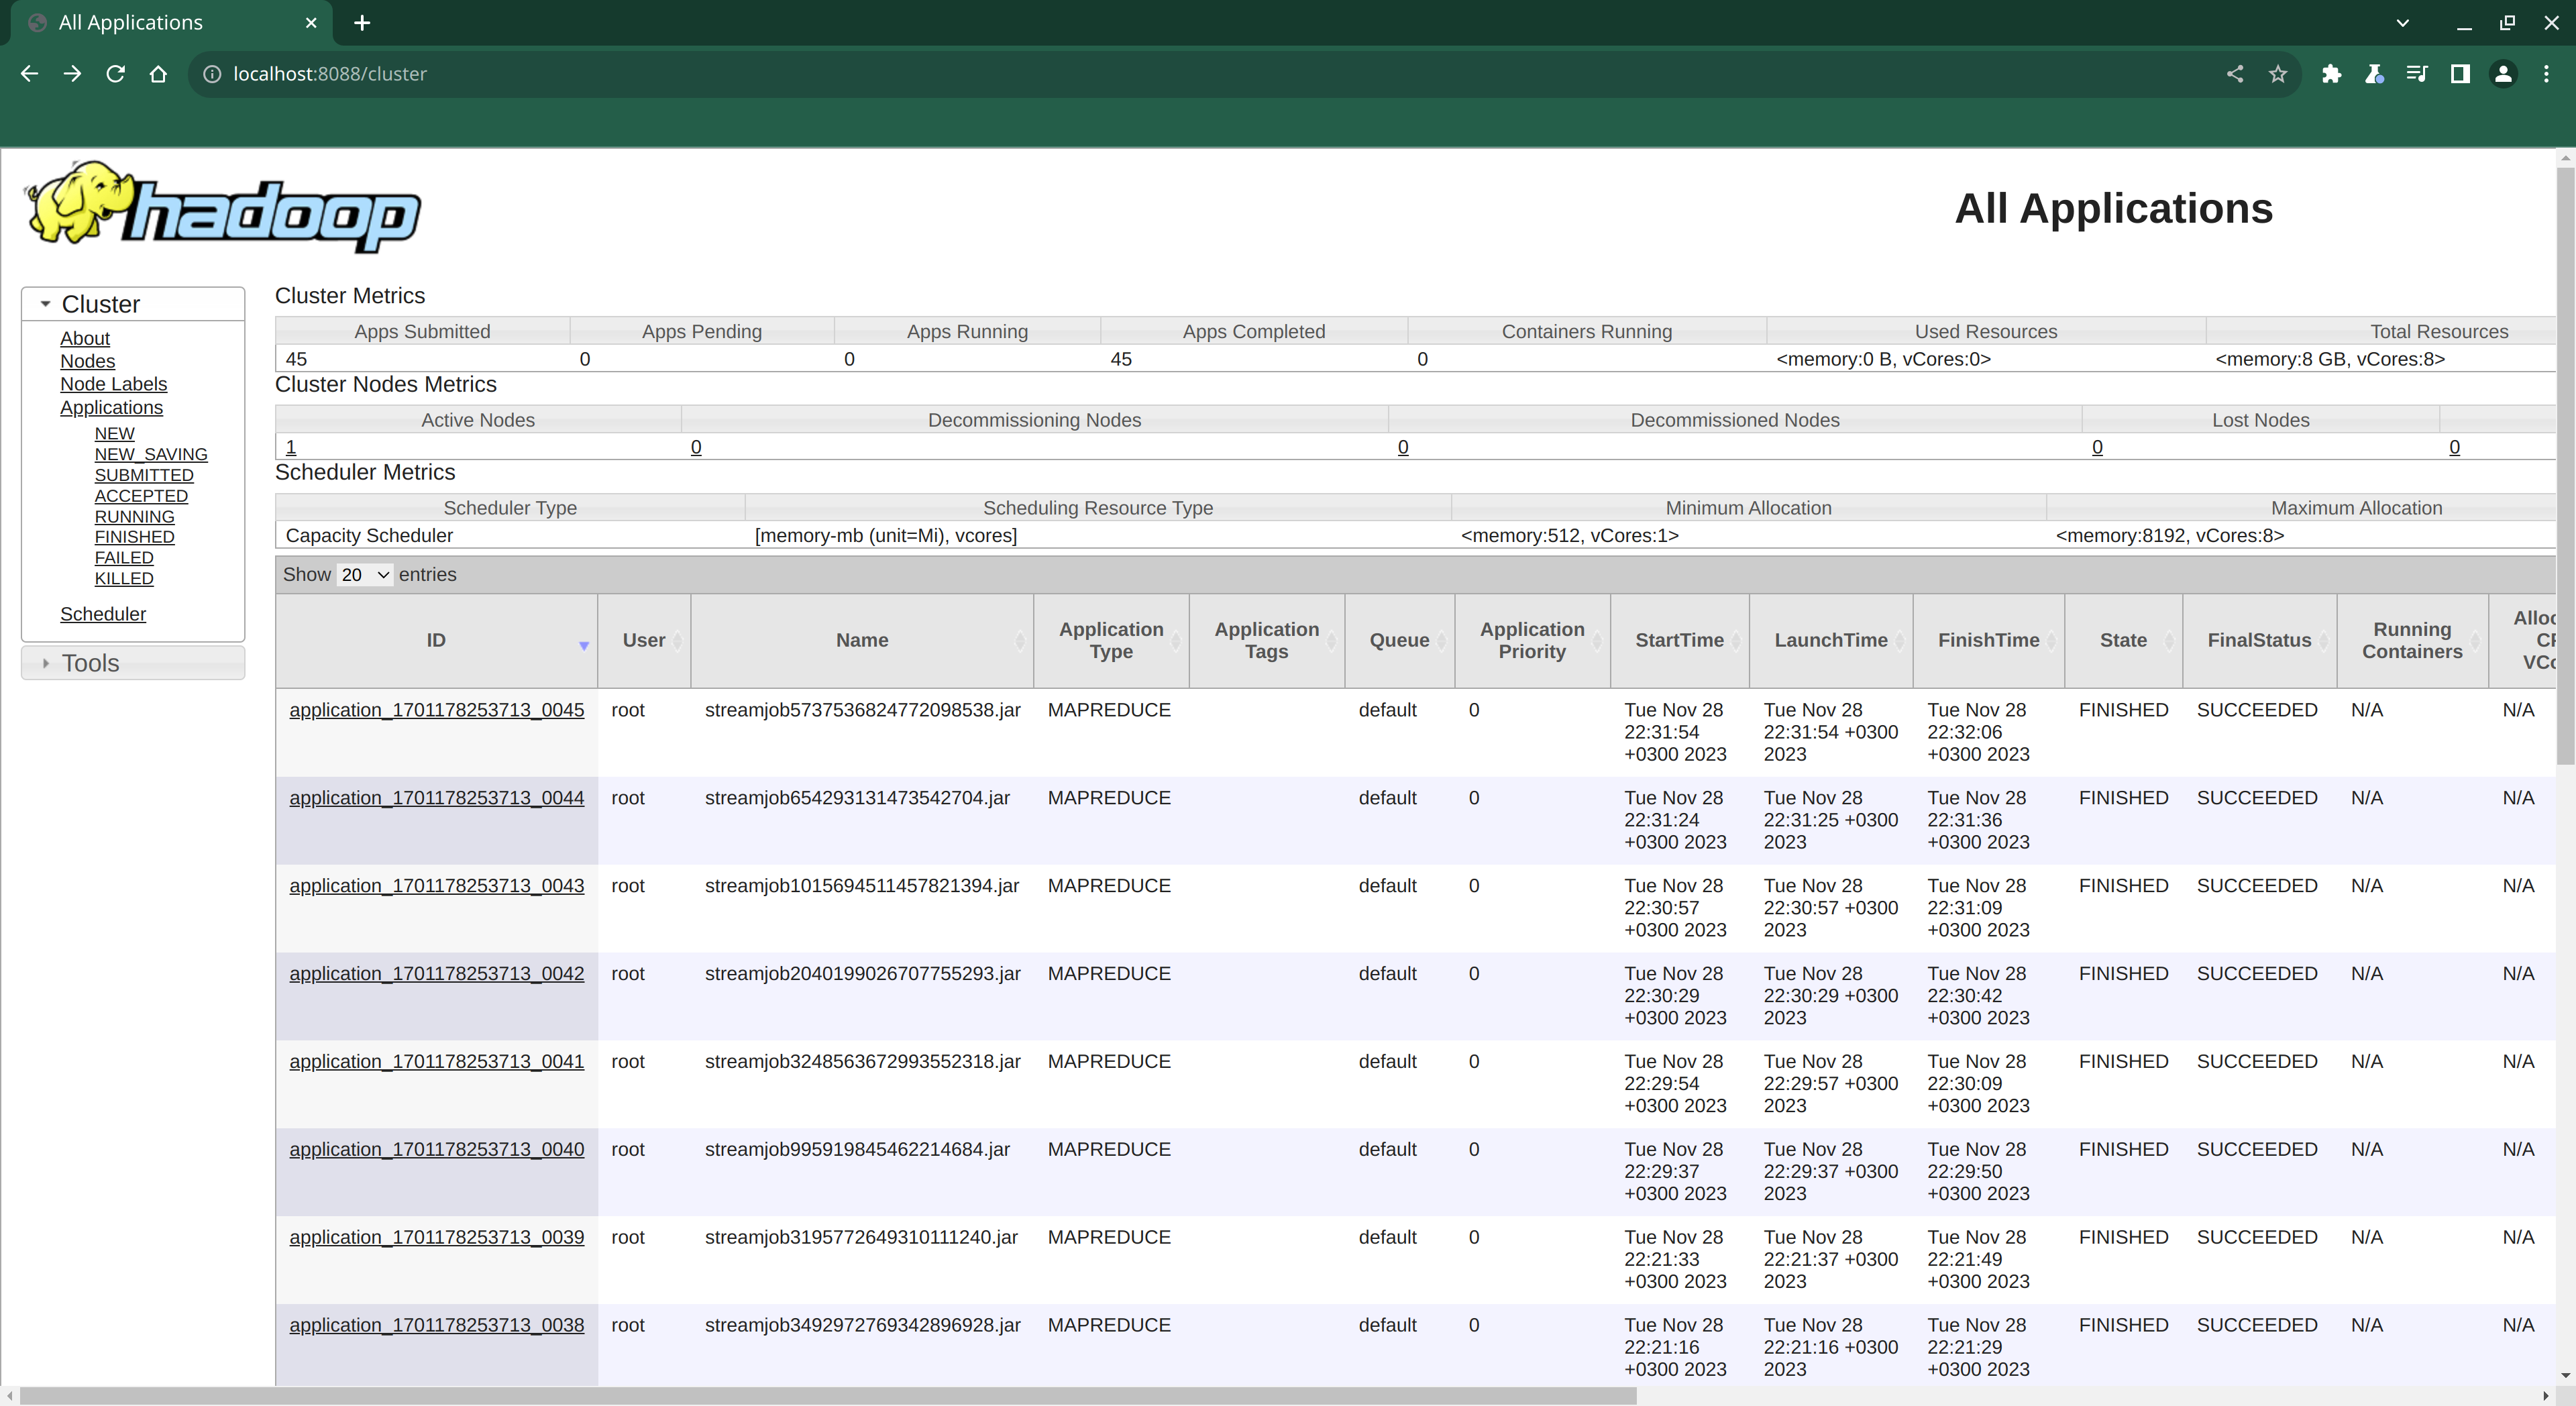 All Applications
localhost:8088/cluster
hadoop
All Applications
Cluster
About
Nodes
Node Labels
Applications
NEW
NEW_SAVING
SUBMITTED
ACCEPTED
RUNNING
FINISHED
FAILED
KILLED
Scheduler
Tools
Cluster Metrics
Apps Submitted Apps Pending Apps Running Apps Completed Containers Running Used Resources Total Resources
45 0 0 45 0 <memory:0 B, vCores:0> <memory:8 GB, vCores:8>
Cluster Nodes Metrics
Active Nodes Decommissioning Nodes Decommissioned Nodes Lost Nodes
1 0 0 0 0
Scheduler Metrics
Scheduler Type Scheduling Resource Type Minimum Allocation Maximum Allocation
Capacity Scheduler [memory-mb (unit=Mi), vcores] <memory:512, vCores:1> <memory:8192, vCores:8>
Show 20 entries
ID User Name Application Type Application Tags Queue Application Priority StartTime LaunchTime FinishTime State FinalStatus Running Containers
application_1701178253713_0045 root streamjob5737536824772098538.jar MAPREDUCE default 0 Tue Nov 28 Tue Nov 28 Tue Nov 28 FINISHED SUCCEEDED N/A N/A
22:31:54 22:31:54 +0300 22:32:06
+0300 2023 2023 +0300 2023
application_1701178253713_0044 root streamjob654293131473542704.jar MAPREDUCE default 0 Tue Nov 28 Tue Nov 28 Tue Nov 28 FINISHED SUCCEEDED N/A N/A
22:31:24 22:31:25 +0300 22:31:36
+0300 2023 2023 +0300 2023
application_1701178253713_0043 root streamjob1015694511457821394.jar MAPREDUCE default 0 Tue Nov 28 Tue Nov 28 Tue Nov 28 FINISHED SUCCEEDED N/A N/A
22:30:57 22:30:57 +0300 22:31:09
+0300 2023 2023 +0300 2023
application_1701178253713_0042 root streamjob2040199026707755293.jar MAPREDUCE default 0 Tue Nov 28 Tue Nov 28 Tue Nov 28 FINISHED SUCCEEDED N/A N/A
22:30:29 22:30:29 +0300 22:30:42
+0300 2023 2023 +0300 2023
application_1701178253713_0041 root streamjob3248563672993552318.jar MAPREDUCE default 0 Tue Nov 28 Tue Nov 28 Tue Nov 28 FINISHED SUCCEEDED N/A N/A
22:29:54 22:29:57 +0300 22:30:09
+0300 2023 2023 +0300 2023
application_1701178253713_0040 root streamjob995919845462214684.jar MAPREDUCE default 0 Tue Nov 28 Tue Nov 28 Tue Nov 28 FINISHED SUCCEEDED N/A N/A
22:29:37 22:29:37 +0300 22:29:50
+0300 2023 2023 +0300 2023
application_1701178253713_0039 root streamjob3195772649310111240.jar MAPREDUCE default 0 Tue Nov 28 Tue Nov 28 Tue Nov 28 FINISHED SUCCEEDED N/A N/A
22:21:33 22:21:37 +0300 22:21:49
+0300 2023 2023 +0300 2023
application_1701178253713_0038 root streamjob3492972769342896928.jar MAPREDUCE default 0 Tue Nov 28 Tue Nov 28 Tue Nov 28 FINISHED SUCCEEDED N/A N/A
22:21:16 22:21:16 +0300 22:21:29
+0300 2023 2023 +0300 2023